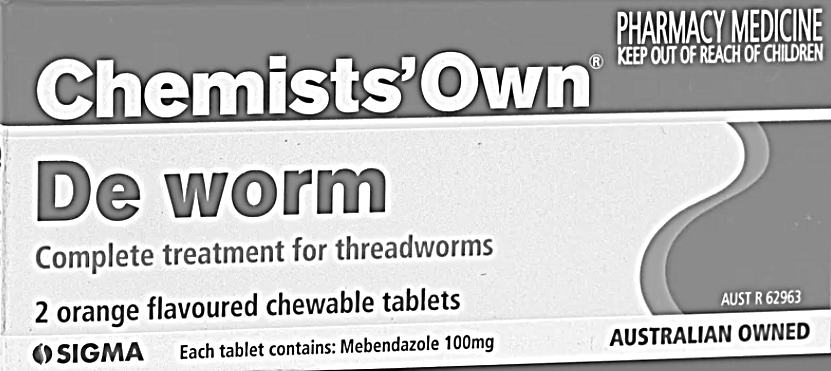 PHARMACY MEDICINE
KEEP OUT OF REACH OF CHILDREN
Chemists'Own®
De worm
Complete treatment for threadworms
2 orange flavoured chewable tablets
AUST R 62963
SIGMA
Each tablet contains: Mebendazole 100mg
AUSTRALIAN OWNED